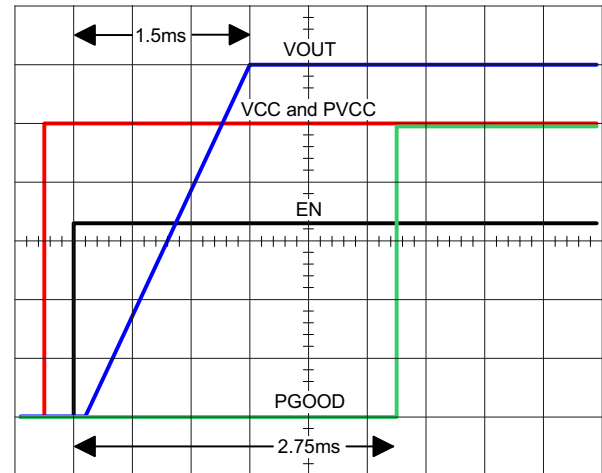 1.5ms
VOUT
VCC and PVCC
EN
PGOOD
2.75ms